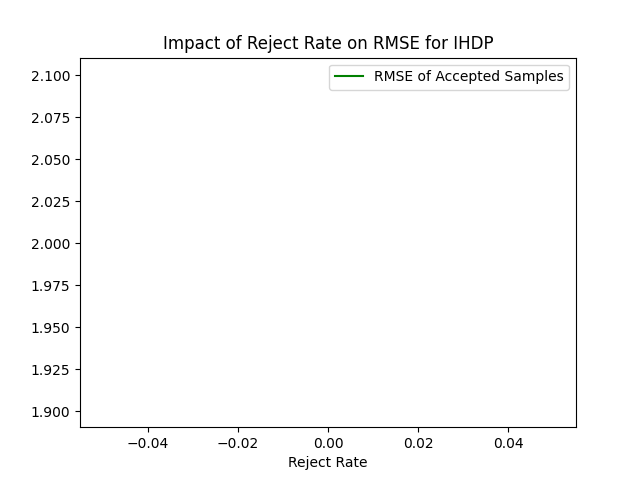 Impact of Reject Rate on RMSE for IHDP
RMSE of Accepted Samples
2.100
2.075
2.050
2.025
2.000
1.975
1.950
1.925
1.900
−0.04 −0.02 0.00 0.02 0.04
Reject Rate